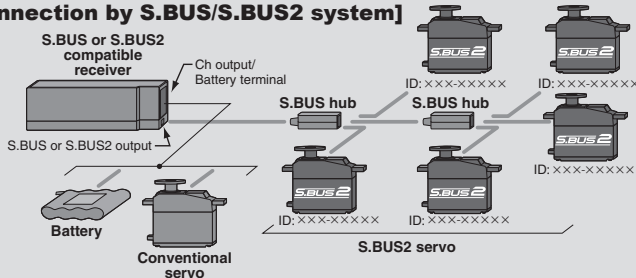 nnection by S.BUS/S.BUS2 system]
S.BUS or S.BUS2
compatible
receiver
Ch output/
Battery terminal
S.BUS or S.BUS2 output
S.BUS hub
S.BUS hub
S.BUS2
S.BUS2
ID: ×××-×××××
ID: ×××-×××××
S.BUS2
ID: ×××-×××××
S.BUS2
S.BUS2
ID: ×××-×××××
ID: ×××-×××××
Battery
Conventional
servo
S.BUS2 servo